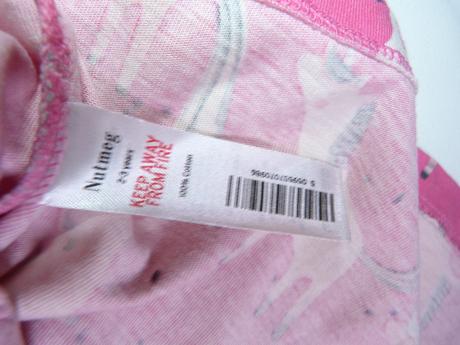 Nutmeg
2-3 years
KEEP AWAY
FROM FIRE
100% Cotton